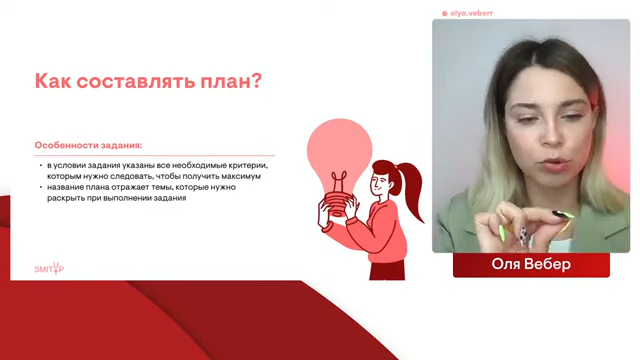 olya.veberr
Как составлять план?
Особенности задания:
• в условии задания указаны все необходимые критерии,
которым нужно следовать, чтобы получить максимум
• название плана отражает темы, которые нужно
раскрыть при выполнении задания
SMITUP
Оля Вебер